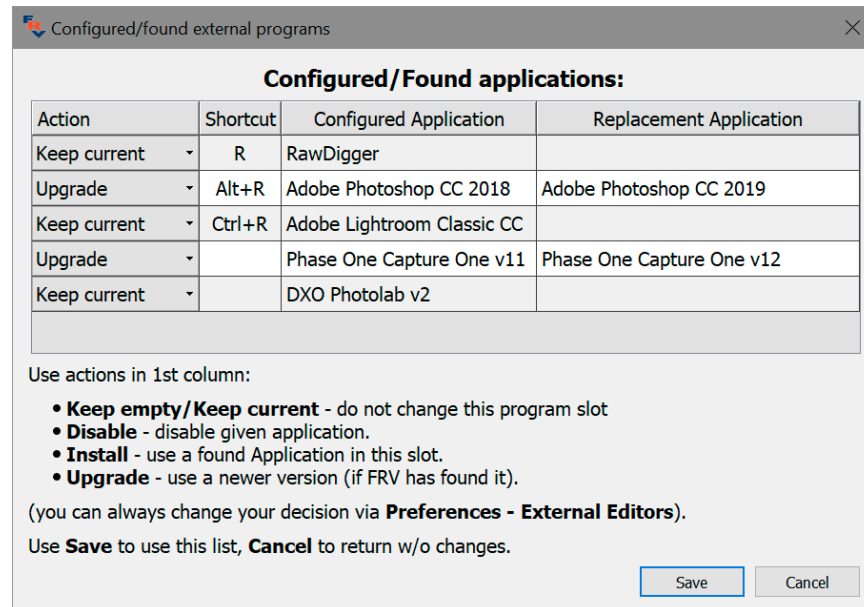 FRV Configured/found external programs
Configured/Found applications:
Action Shortcut Configured Application Replacement Application
Keep current R RawDigger
Upgrade Alt+R Adobe Photoshop CC 2018 Adobe Photoshop CC 2019
Keep current Ctrl+R Adobe Lightroom Classic CC
Upgrade Phase One Capture One v11 Phase One Capture One v12
Keep current DXO Photolab v2
Use actions in 1st column:
• Keep empty/Keep current - do not change this program slot
• Disable - disable given application.
• Install - use a found Application in this slot.
• Upgrade - use a newer version (if FRV has found it).
(you can always change your decision via Preferences - External Editors).
Use Save to use this list, Cancel to return w/o changes.
Save Cancel